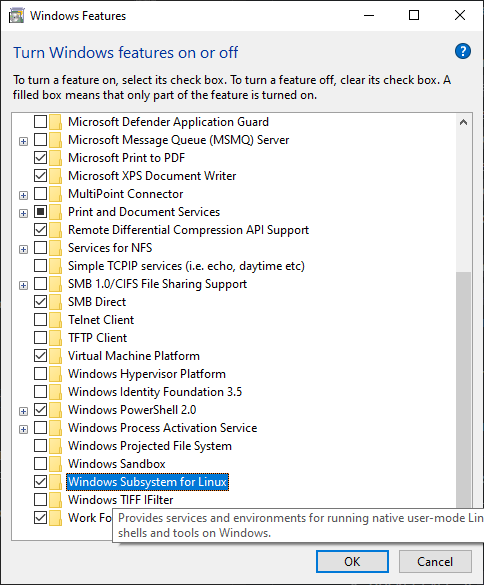 Windows Features
Turn Windows features on or off
To turn a feature on, select its check box. To turn a feature off, clear its check box. A
filled box means that only part of the feature is turned on.
Microsoft Defender Application Guard
Microsoft Message Queue (MSMQ) Server
Microsoft Print to PDF
Microsoft XPS Document Writer
MultiPoint Connector
Print and Document Services
Remote Differential Compression API Support
Services for NFS
Simple TCPIP services (i.e. echo, daytime etc)
SMB 1.0/CIFS File Sharing Support
SMB Direct
Telnet Client
TFTP Client
Virtual Machine Platform
Windows Hypervisor Platform
Windows Identity Foundation 3.5
Windows PowerShell 2.0
Windows Process Activation Service
Windows Projected File System
Windows Sandbox
Windows Subsystem for Linux
Windows TIFF IFilter
Work Fo
Provides services and environments for running native user-mode Lin
shells and tools on Windows.
OK Cancel